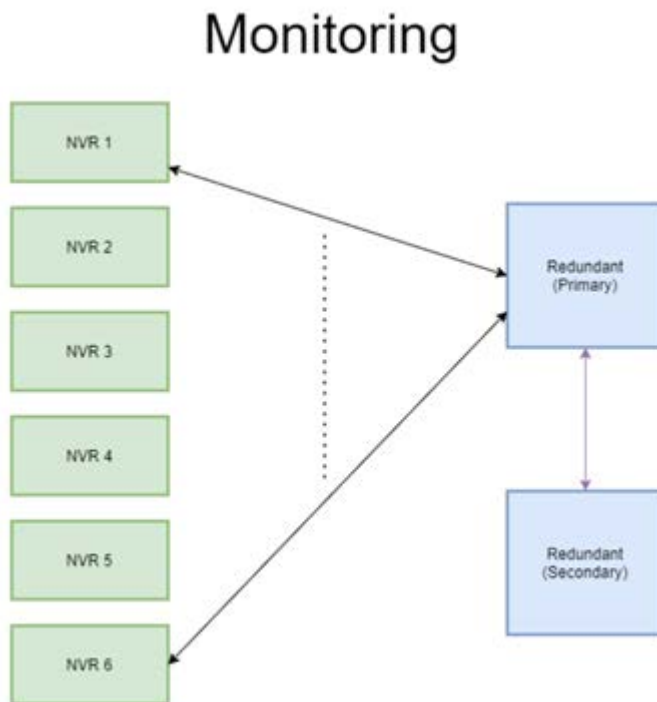 Monitoring
NVR 1
NVR 2
NVR 3
NVR 4
NVR 5
NVR 6
Redundant
(Primary)
Redundant
(Secondary)